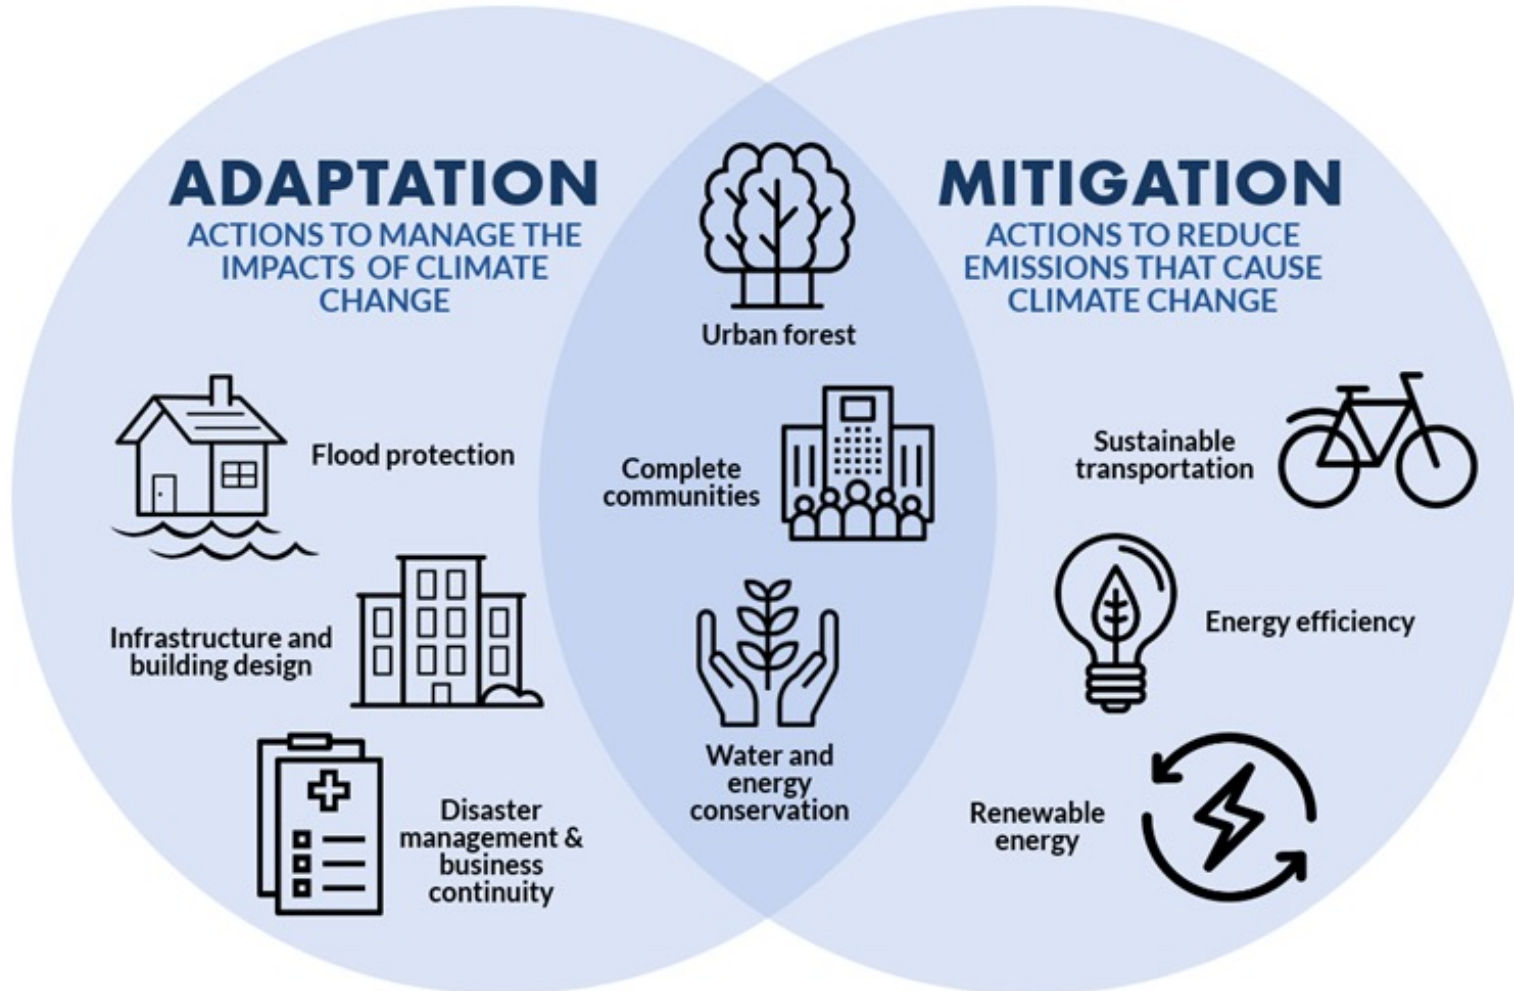 ADAPTATION
ACTIONS TO MANAGE THE
IMPACTS OF CLIMATE
CHANGE
Flood protection
Infrastructure and
building design
Disaster
management &
business
continuity
Urban forest
Complete
communities
Water and
energy
conservation
MITIGATION
ACTIONS TO REDUCE
EMISSIONS THAT CAUSE
CLIMATE CHANGE
Sustainable
transportation
Energy efficiency
Renewable
energy